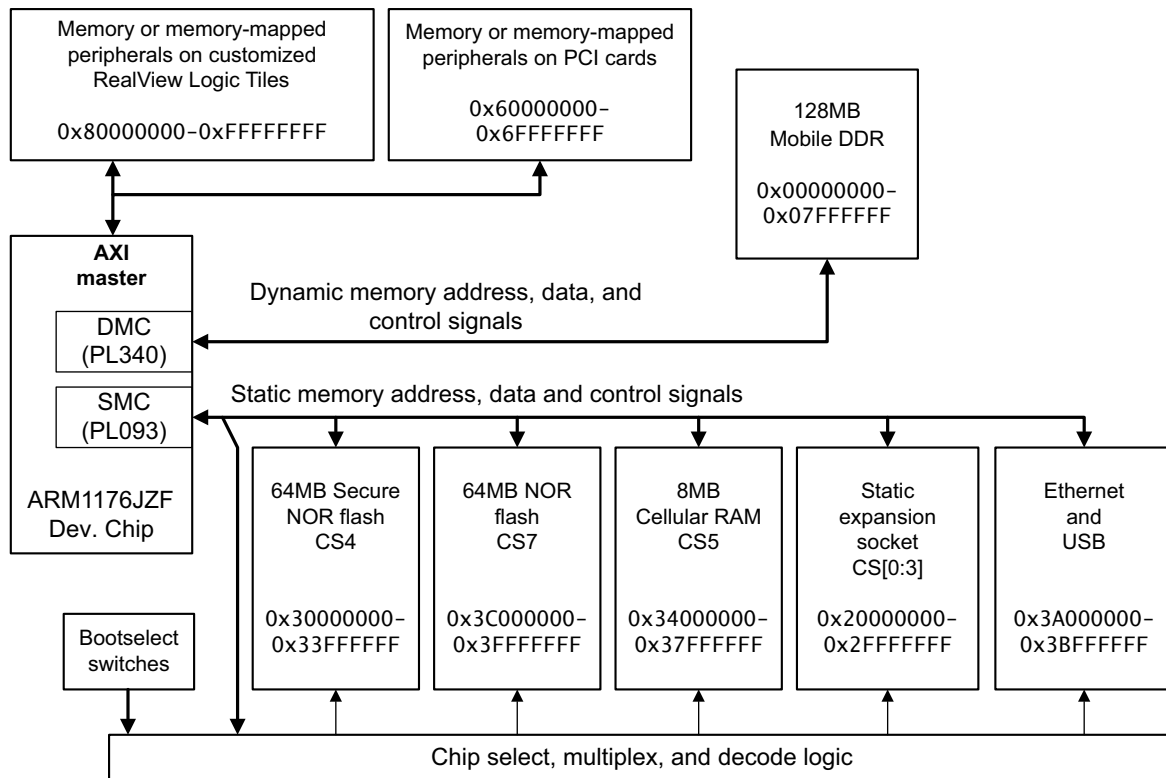 Memory or memory-mapped
peripherals on customized
RealView Logic Tiles
0x80000000–0xFFFFFFFF
Memory or memory-mapped
peripherals on PCI cards
0x60000000–
0x6FFFFFFF
128MB
Mobile DDR
0x00000000–
0x07FFFFFF
AXI
master
DMC
(PL340)
SMC
(PL093)
ARM1176JZF
Dev. Chip
Dynamic memory address, data, and
control signals
Static memory address, data and control signals
64MB Secure
NOR flash
CS4
0x30000000–
0x33FFFFFF
64MB NOR
flash
CS7
0x3C000000–
0x3FFFFFFF
8MB
Cellular RAM
CS5
0x34000000–
0x37FFFFFF
Static
expansion
socket
CS[0:3]
0x20000000–
0x2FFFFFFF
Ethernet
and
USB
0x3A000000–
0x3BFFFFFF
Bootselect
switches
Chip select, multiplex, and decode logic